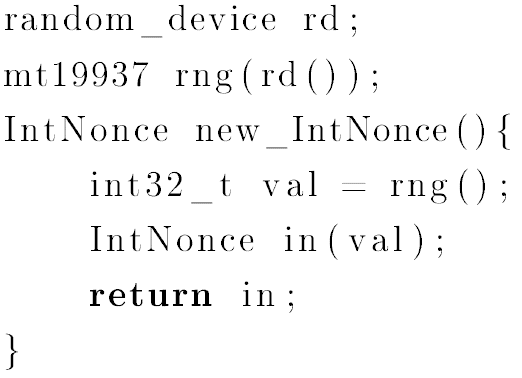 random_device rd;
mt19937 rng(rd());
IntNonce new_IntNonce(){
    int32_t val = rng();
    IntNonce in(val);
    return in;
}